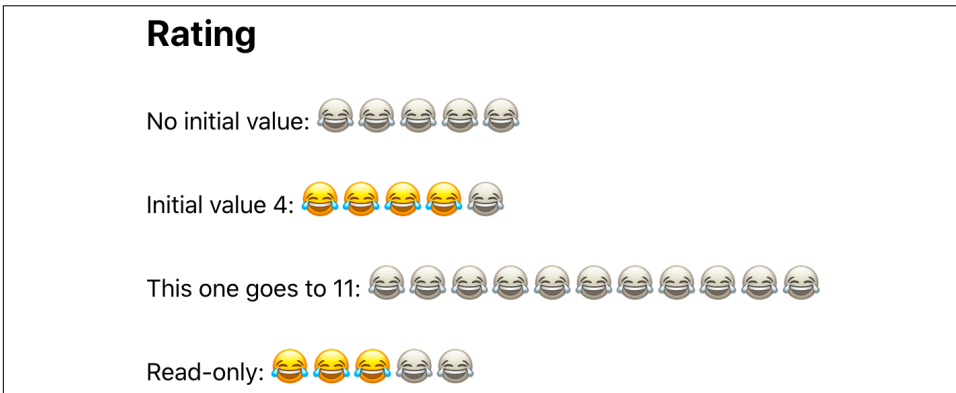 Rating
No initial value: 😂😂😂😂😂
Initial value 4: 😂😂😂😂😂
This one goes to 11: 😂😂😂😂😂😂😂😂😂😂😂
Read-only: 😂😂😂😂😂